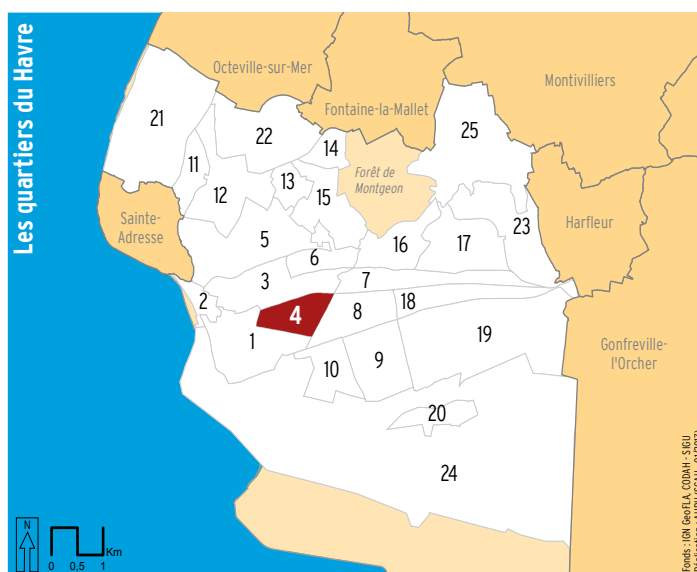 Les quartiers du Havre
Octeville-sur-Mer
Montivilliers
Fontaine-la-Mallet
21
22
25
14
11
Forêt de
Montgeon
13
12
15
Sainte-
Adresse
23
Harfleur
5
16
17
6
3
7
2
4
8
18
1
19
Gonfreville-
l'Orcher
10
9
20
24
N
0 0,5 1 Km
Fonds : IGN GeoFLA, CODAH - SIGU